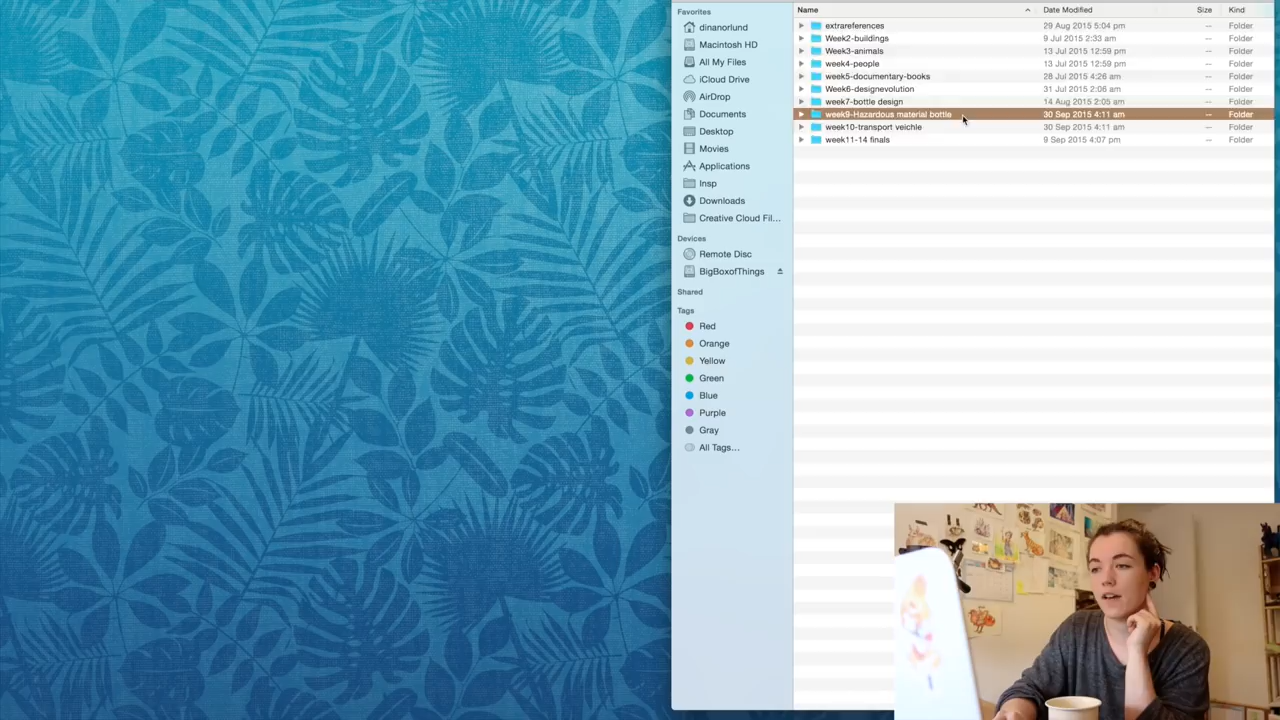 Favorites
dinanorlund
Macintosh HD
All My Files
iCloud Drive
AirDrop
Documents
Desktop
Movies
Applications
Insp
Downloads
Creative Cloud Fil...
Devices
Remote Disc
BigBoxofThings
Shared
Tags
Red
Orange
Yellow
Green
Blue
Purple
Gray
All Tags...
Name Date Modified Size Kind
extrareferences 29 Aug 2015 5:04 pm -- Folder
Week2-buildings 9 Jul 2015 2:33 am -- Folder
Week3-animals 13 Jul 2015 12:59 pm -- Folder
week4-people 13 Jul 2015 12:59 pm -- Folder
week5-documentary-books 28 Jul 2015 4:26 am -- Folder
Week6-designevolution 31 Jul 2015 2:06 am -- Folder
week7-bottle design 14 Aug 2015 2:05 am -- Folder
week9-Hazardous material bottle 30 Sep 2015 4:11 am -- Folder
week10-transport veichle 30 Sep 2015 4:11 am -- Folder
week11-14 finals 9 Sep 2015 4:07 pm -- Folder